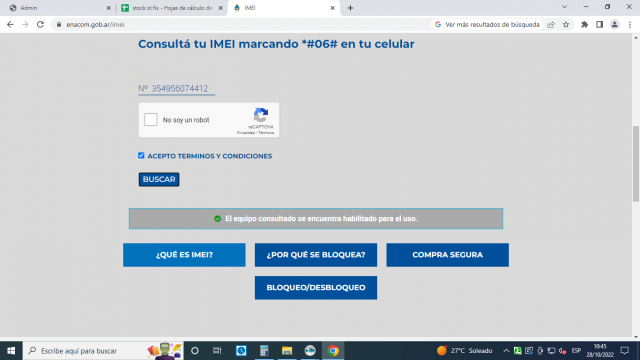 Admin
stock st fix - Hojas de cálculo de
IMEI
enacom.gob.ar/imei
Ver más resultados de búsqueda
Consultá tu IMEI marcando *#06# en tu celular
Nº 354956074412
No soy un robot
reCAPTCHA
Privacidad - Términos
ACEPTO TERMINOS Y CONDICIONES
BUSCAR
El equipo consultado se encuentra habilitado para el uso.
¿QUÉ ES IMEI?
¿POR QUÉ SE BLOQUEA?
COMPRA SEGURA
BLOQUEO/DESBLOQUEO
Escribe aquí para buscar
27°C Soleado
ESP
10:45
28/10/2022